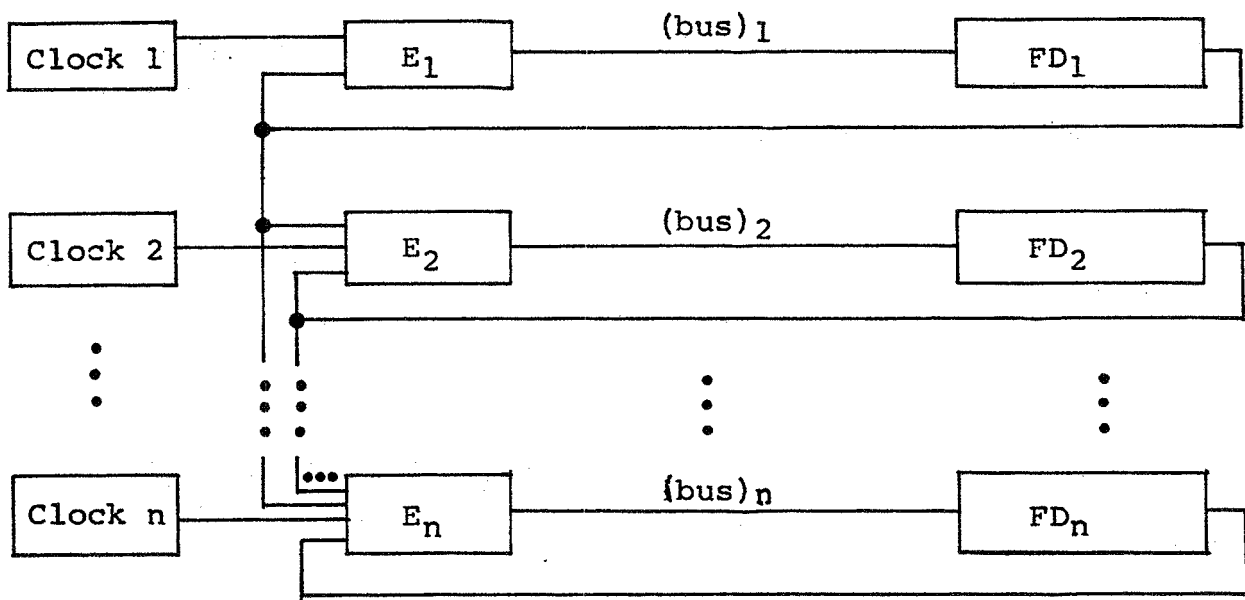 Clock 1
E₁
(bus)₁
FD₁
Clock 2
E₂
(bus)₂
FD₂
Clock n
Eₙ
(bus)ₙ
FDₙ